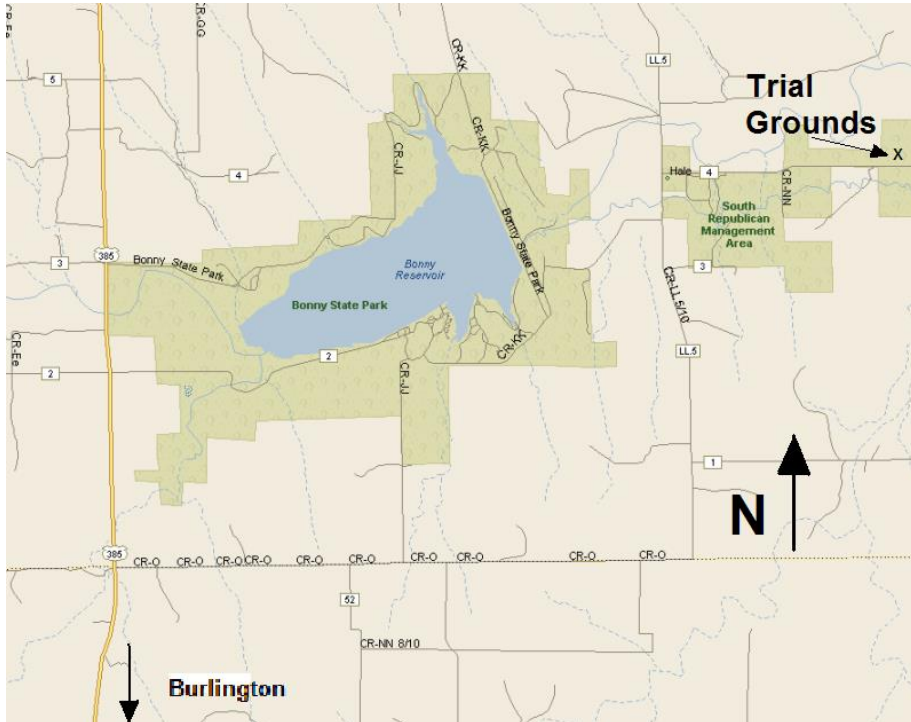 CR-Ee
CR-GG
CR-KK
5
LL.5
Trial
Grounds
X
CR-KK
CR-JJ
4
Hale
4
CR-NN
South
Republican
Management
Area
385
3
Bonny State Park
Bonny
Reservoir
Bonny State Park
Bonny State Park
3
CR-LL 5/10
CR-Ee
2
2
CR-KK
LL.5
CR-JJ
1
N
385
CR-O
CR-O
CR-O
CR-O
CR-O
CR-O
CR-O
CR-O
CR-O
CR-O
52
CR-NN 8/10
Burlington